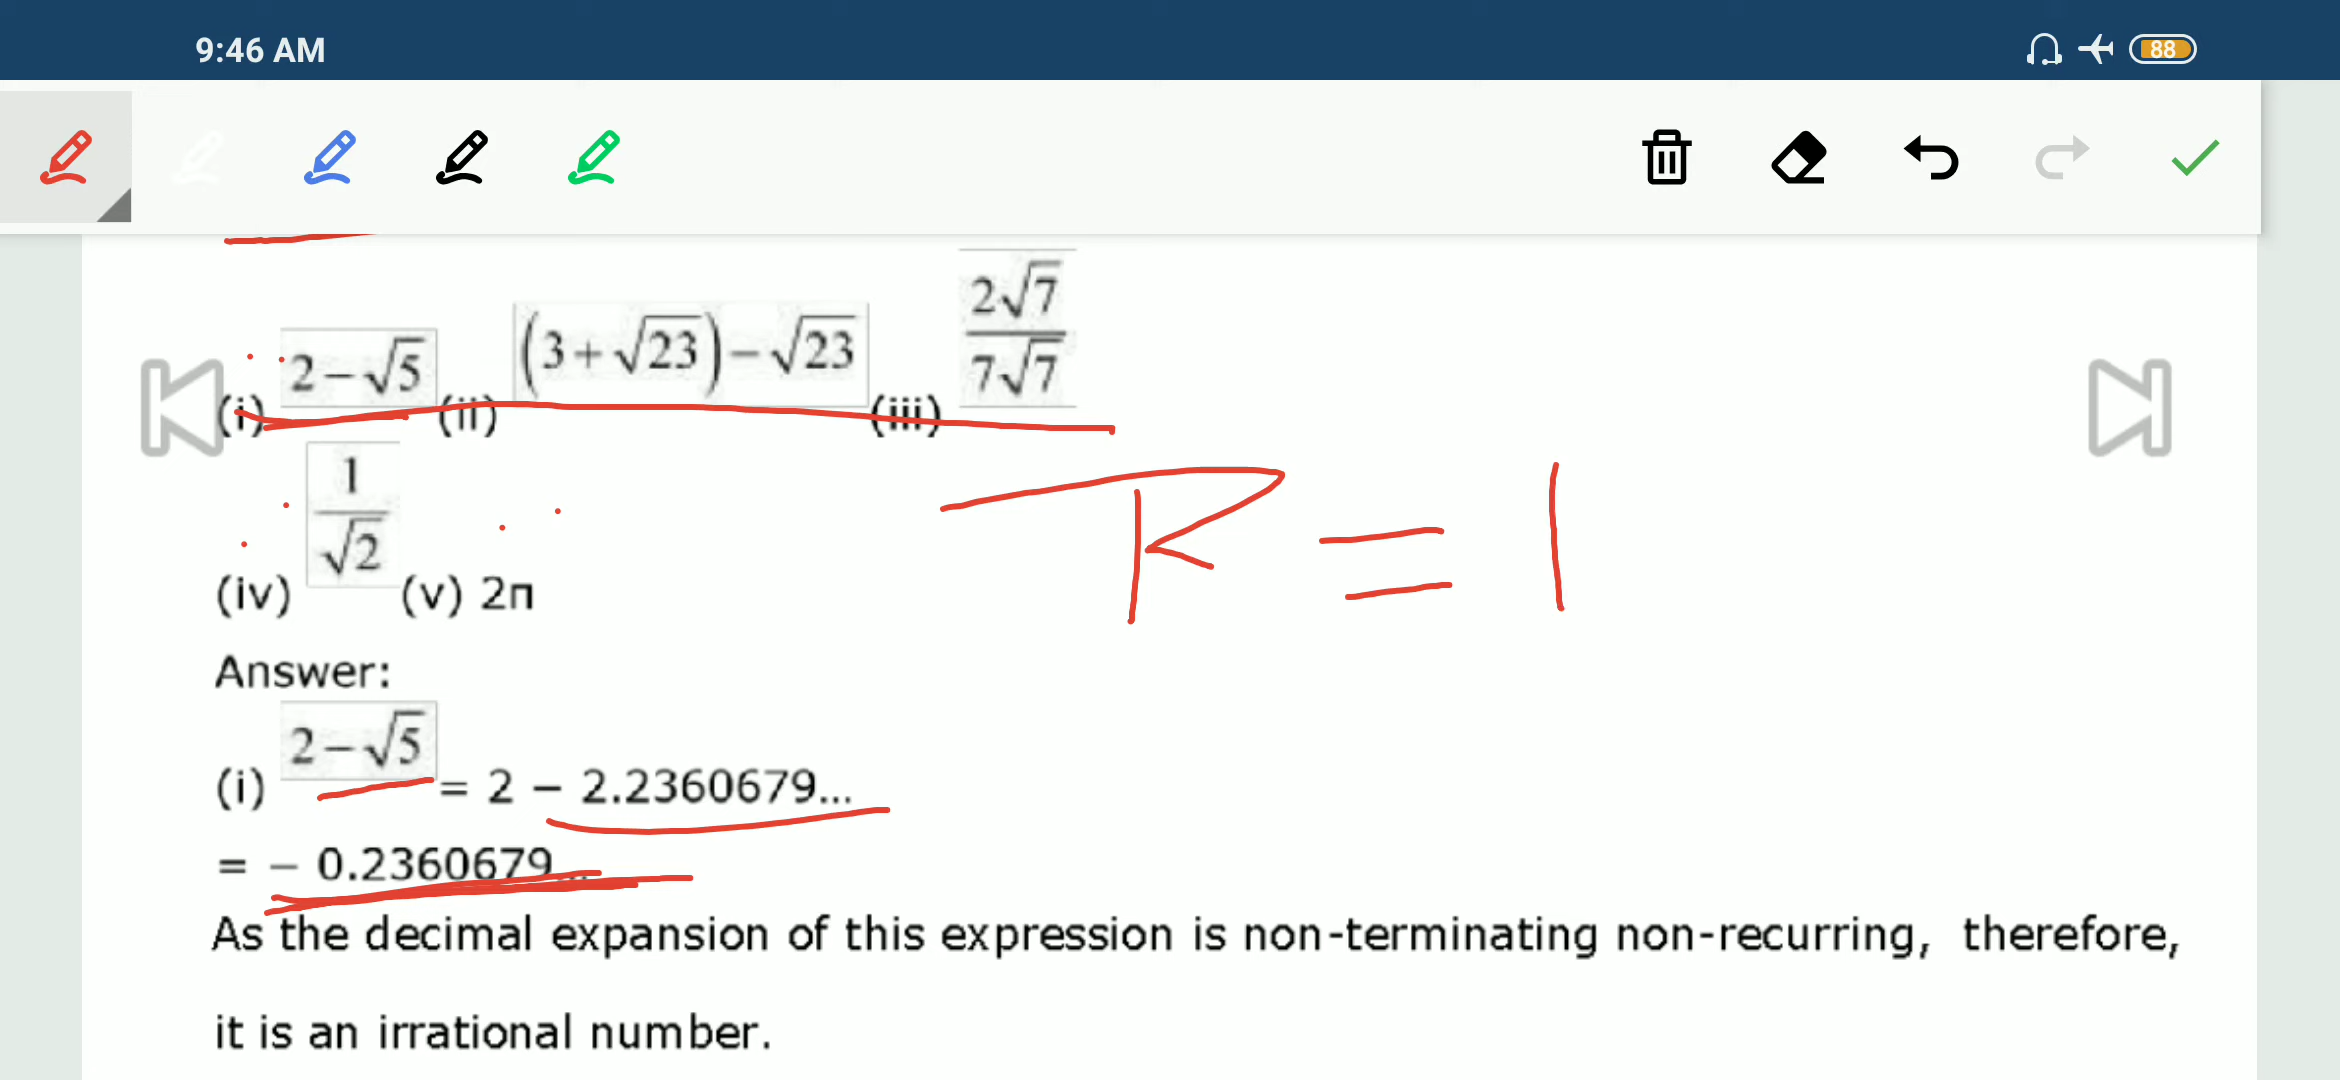 9:46 AM
88
(i) 2 – √5 (ii) (3 + √23) – √23 (iii) 2√7 / 7√7
(iv) 1 / √2 (v) 2п
R = 1
Answer:
(i) 2 – √5 = 2 – 2.2360679...
= – 0.2360679...
As the decimal expansion of this expression is non-terminating non-recurring, therefore,
it is an irrational number.